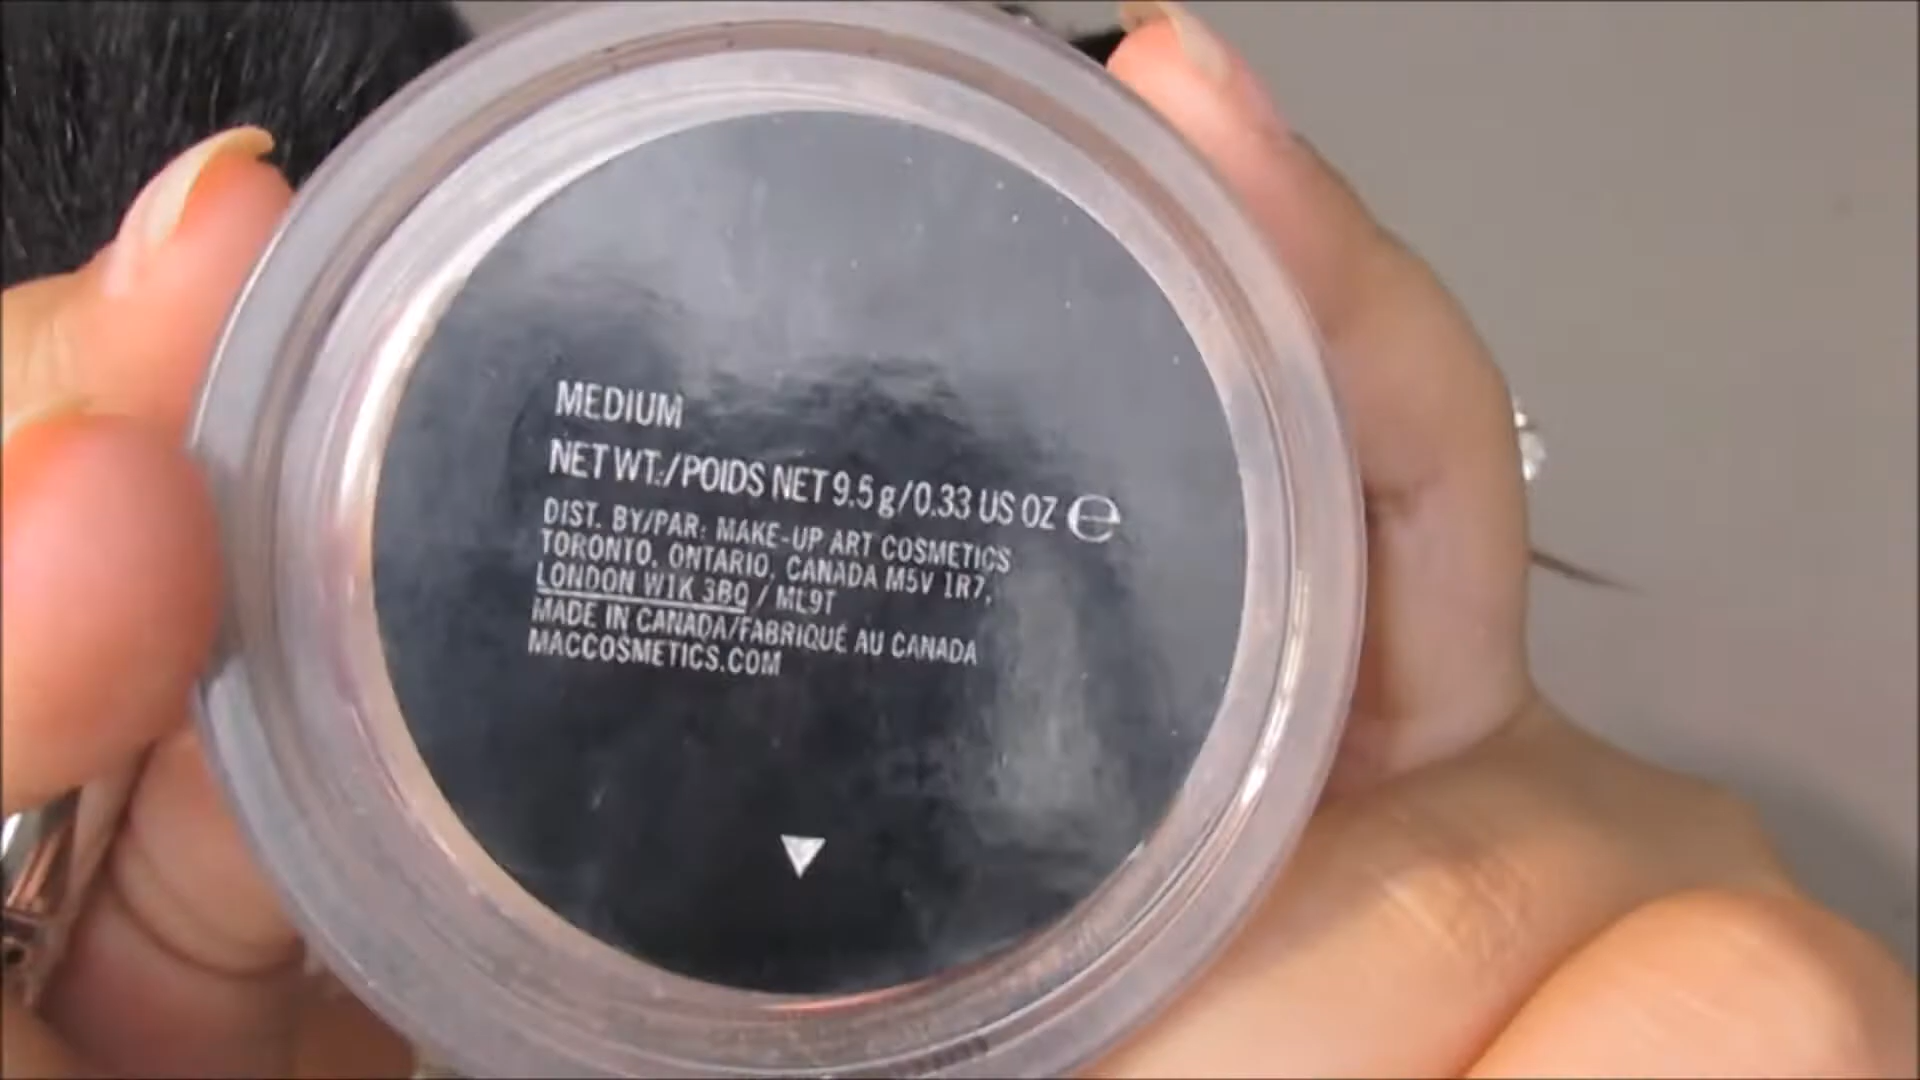 MEDIUM
NET WT./POIDS NET 9.5 g/0.33 US OZ ℮
DIST. BY/PAR: MAKE-UP ART COSMETICS
TORONTO, ONTARIO, CANADA M5V 1R7,
LONDON W1K 3BQ / ML9T
MADE IN CANADA/FABRIQUÉ AU CANADA
MACCOSMETICS.COM